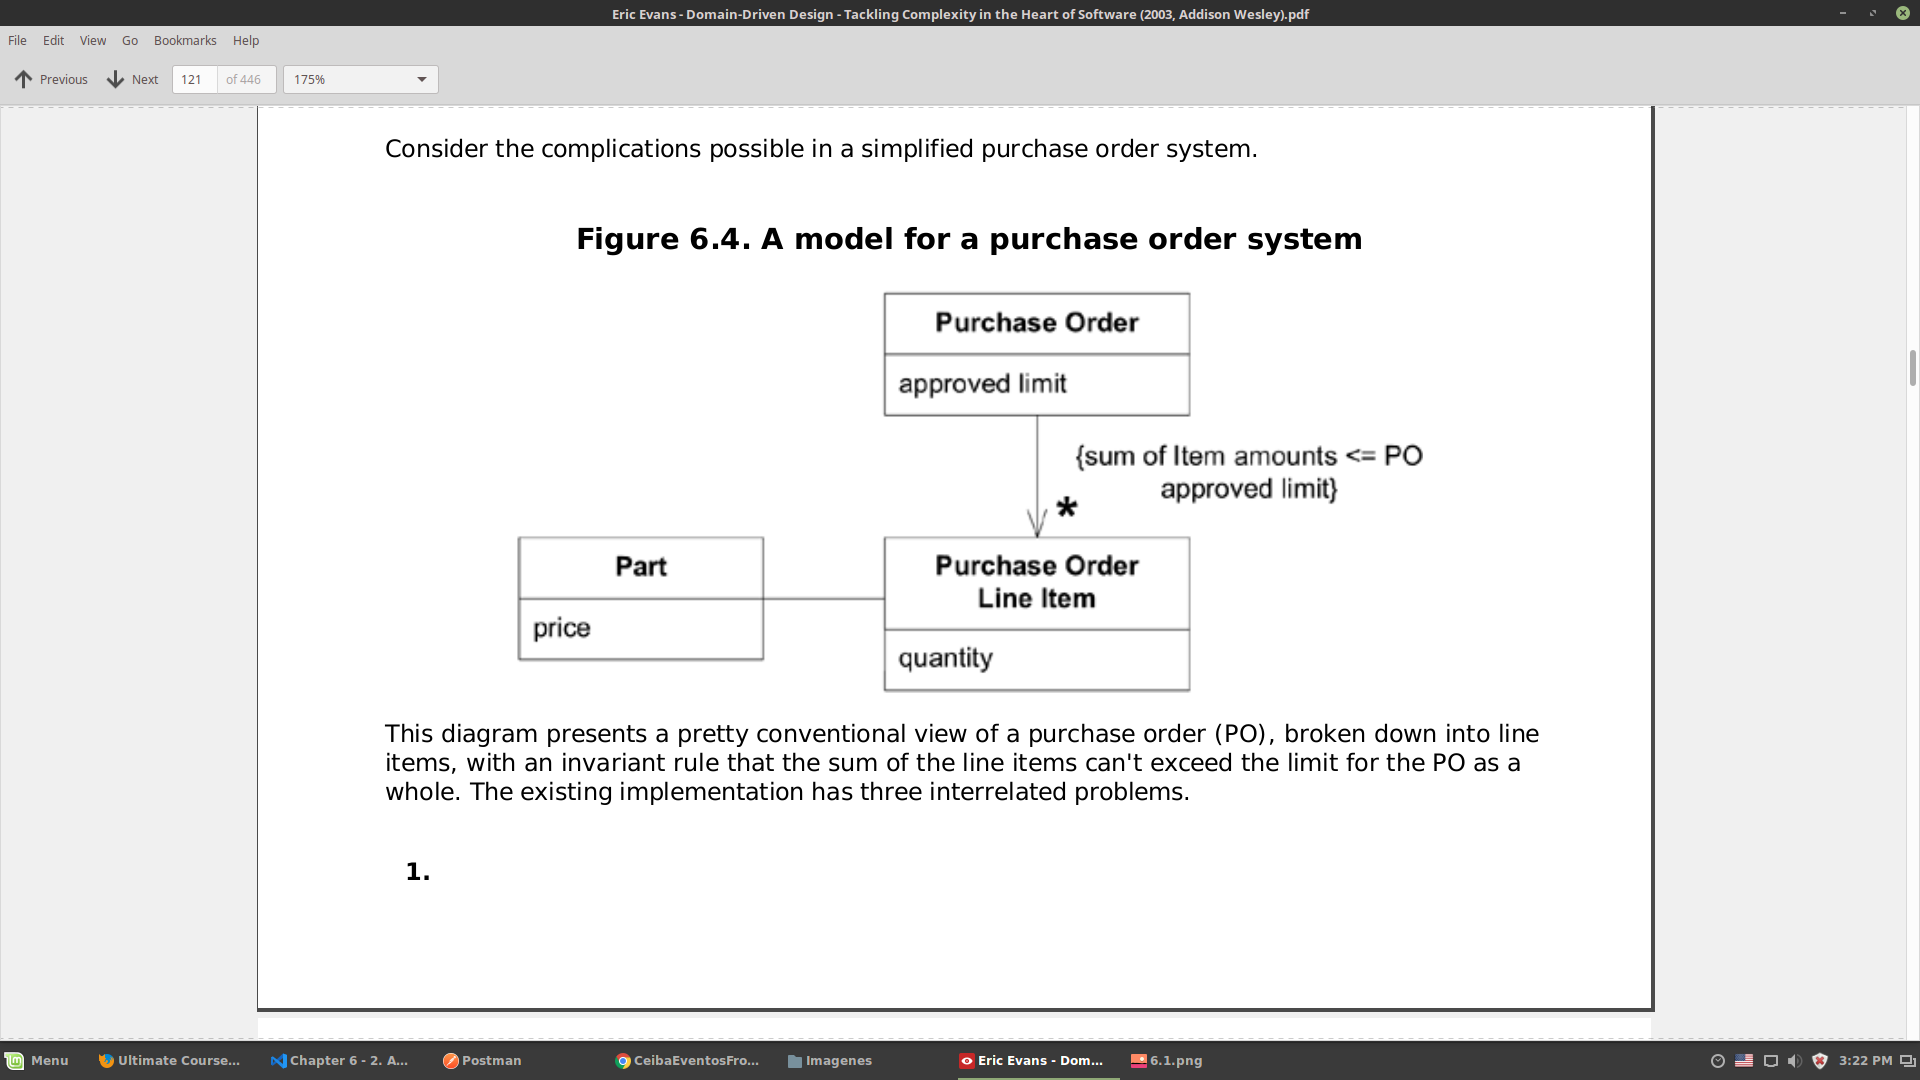 Eric Evans - Domain-Driven Design - Tackling Complexity in the Heart of Software (2003, Addison Wesley).pdf
File Edit View Go Bookmarks Help
Previous Next 121 of 446 175%
Consider the complications possible in a simplified purchase order system.
Figure 6.4. A model for a purchase order system
Purchase Order
approved limit
{sum of Item amounts <= PO
approved limit}
*
Part
price
Purchase Order
Line Item
quantity
This diagram presents a pretty conventional view of a purchase order (PO), broken down into line
items, with an invariant rule that the sum of the line items can't exceed the limit for the PO as a
whole. The existing implementation has three interrelated problems.
1.
Menu Ultimate Course... Chapter 6 - 2. A... Postman CeibaEventosFro... Imagenes Eric Evans - Dom... 6.1.png 3:22 PM